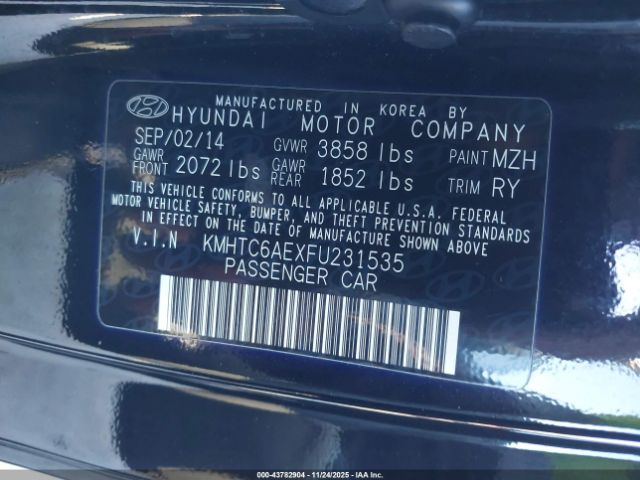 MANUFACTURED IN KOREA BY
HYUNDAI MOTOR COMPANY
SEP/02/14 GVWR 3858 lbs PAINT MZH
GAWR FRONT 2072 lbs GAWR REAR 1852 lbs TRIM RY
THIS VEHICLE CONFORMS TO ALL APPLICABLE U.S.A. FEDERAL
MOTOR VEHICLE SAFETY, BUMPER, AND THEFT PREVENTION STANDARDS
IN EFFECT ON THE DATE OF MANUFACTURE SHOWN ABOVE
V.I.N KMHTC6AEXFU231535
PASSENGER CAR
000-43782904 - 11/24/2025 - IAA Inc.